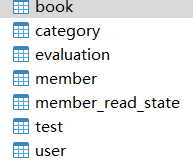 book
category
evaluation
member
member_read_state
test
user